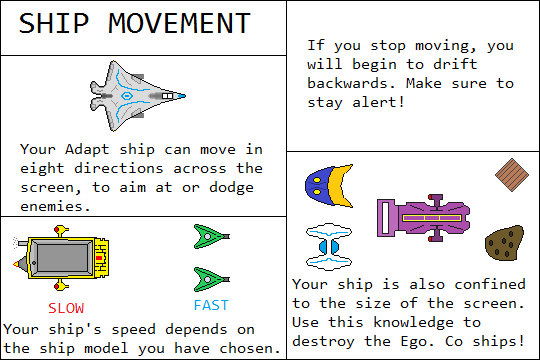 SHIP MOVEMENT
Your Adapt ship can move in
eight directions across the
screen, to aim at or dodge
enemies.
SLOW
FAST
Your ship's speed depends on
the ship model you have chosen.
If you stop moving, you
will begin to drift
backwards. Make sure to
stay alert!
Your ship is also confined
to the size of the screen.
Use this knowledge to
destroy the Ego. Co ships!